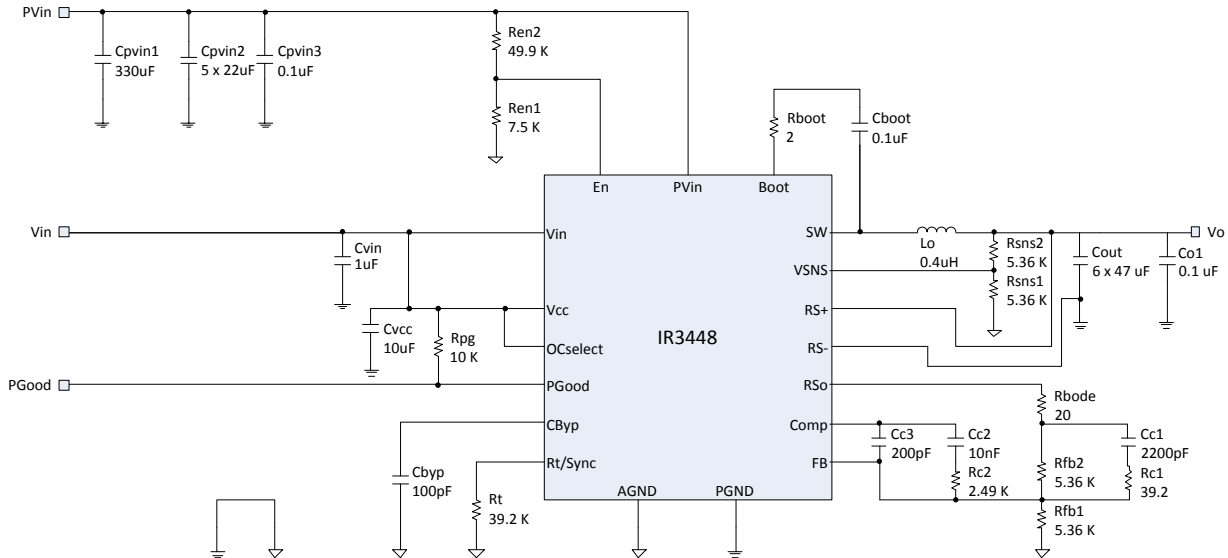 PVin
Cpvin1
330uF
Cpvin2
5 x 22uF
Cpvin3
0.1uF
Ren2
49.9 K
Ren1
7.5 K
Rboot
2
Cboot
0.1uF
En
PVin
Boot
Vin
Cvin
1uF
Vin
SW
Lo
0.4uH
Rsns2
5.36 K
Rsns1
5.36 K
Cout
6 x 47 uF
Co1
0.1 uF
Vo
VSNS
Cvcc
10uF
Rpg
10 K
Vcc
OCselect
IR3448
RS+
RS-
PGood
PGood
RSo
Rbode
20
CByp
Cbyp
100pF
Rt/Sync
Rt
39.2 K
Comp
FB
Cc3
200pF
Cc2
10nF
Rc2
2.49 K
Cc1
2200pF
Rc1
39.2
Rfb2
5.36 K
Rfb1
5.36 K
AGND
PGND